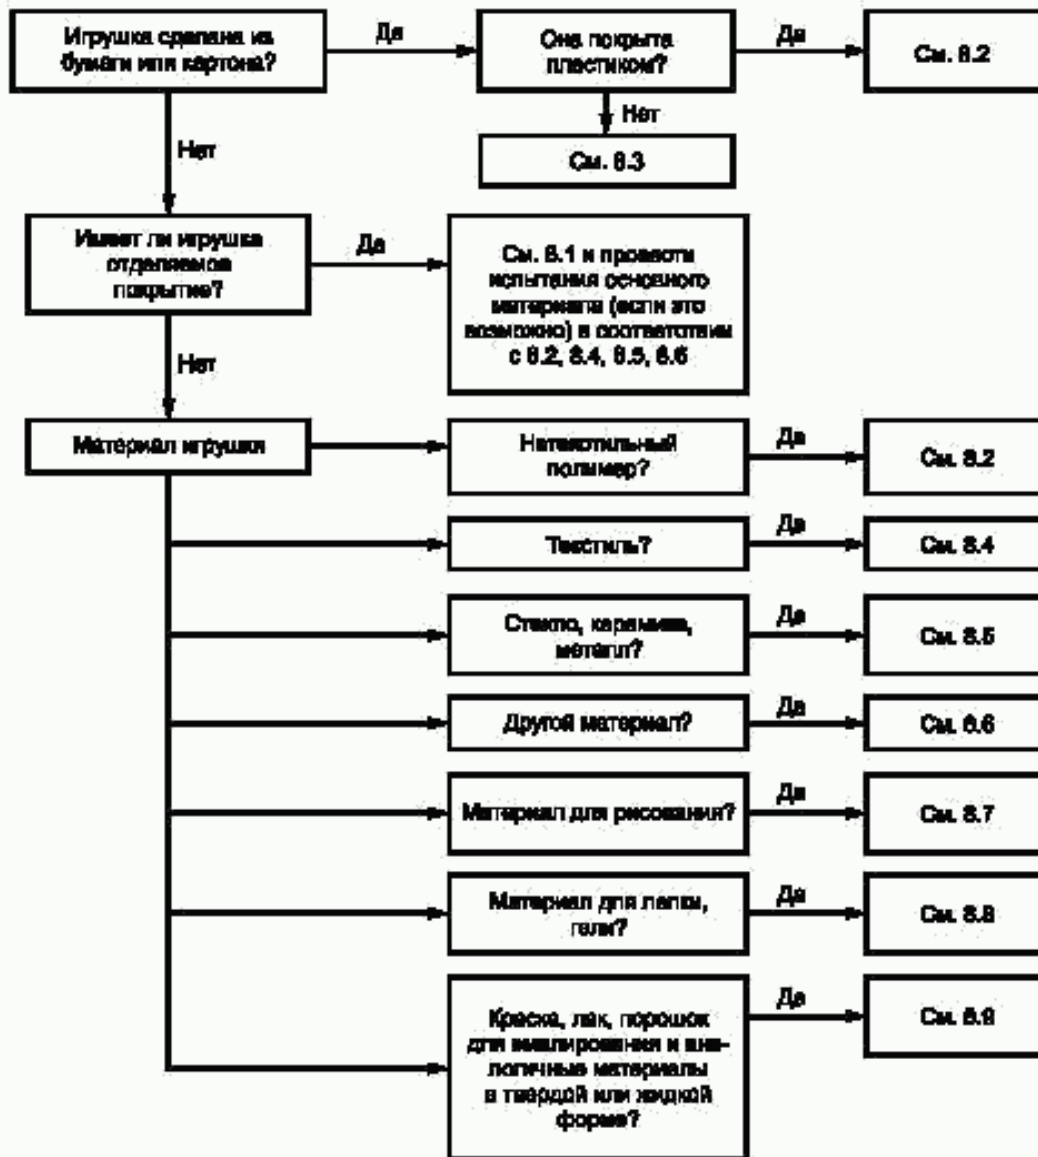 Игрушка сделана из
бумаги или картона?
Да
Она покрыта
пластиком?
Да
См. 8.2
Нет
См. 8.3
Нет
Имеет ли игрушка
отделяемое
покрытие?
Да
См. 8.1 и провести
испытания основного
материала (если это
возможно) в соответствии
с 8.2, 8.4, 8.5, 8.6
Нет
Материал игрушки
Нетекстильный
полимер?
Да
См. 8.2
Текстиль?
Да
См. 8.4
Стекло, керамика,
металл?
Да
См. 8.5
Другой материал?
Да
См. 8.6
Материал для рисования?
Да
См. 8.7
Материал для лепки,
гели?
Да
См. 8.8
Краска, лак, порошок
для эмалирования и ана-
логичные материалы
в твердой или жидкой
форме?
Да
См. 8.9